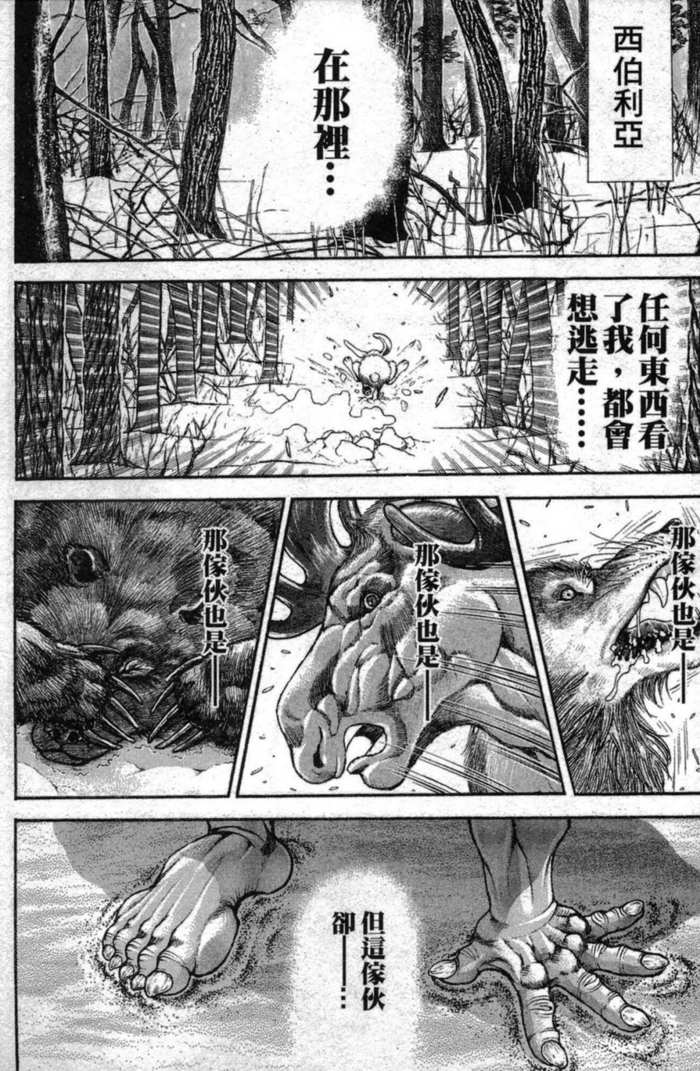 西伯利亞
在那裡…
任何東西看
了我，都會
想逃走……
那傢伙也是——
那傢伙也是——
那傢伙也是——
但這傢伙
卻——…